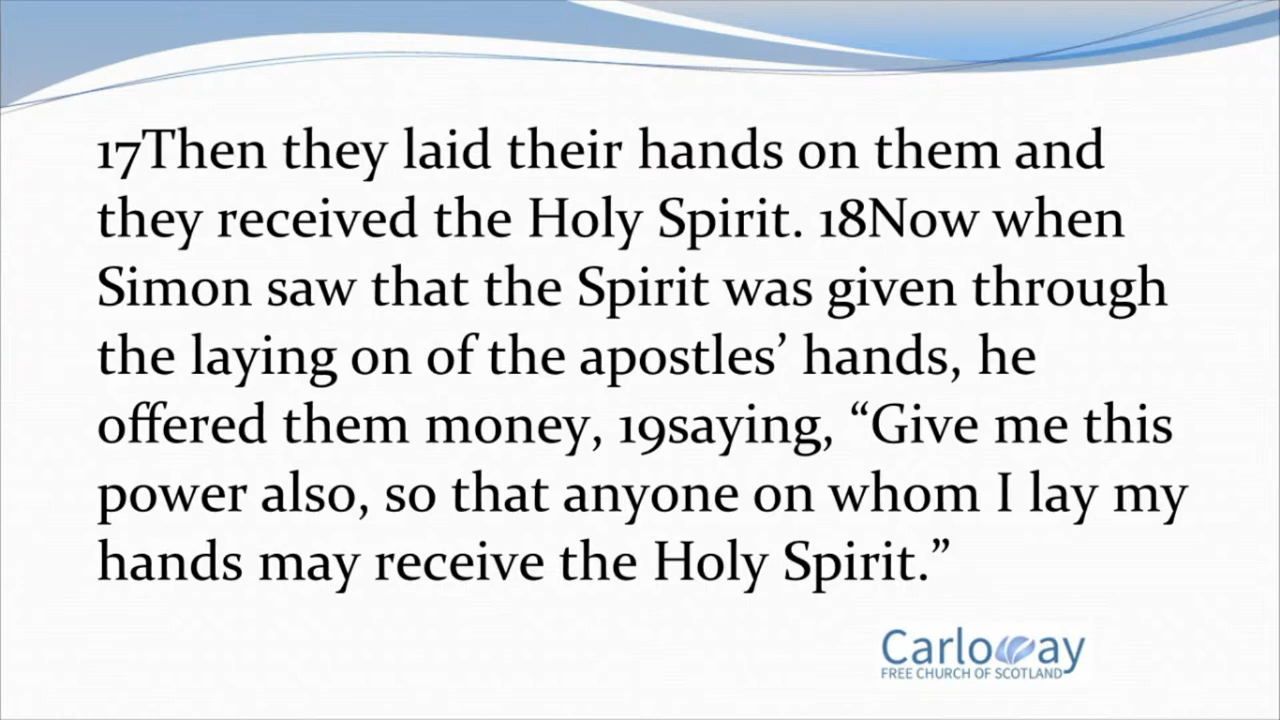 17Then they laid their hands on them and
they received the Holy Spirit. 18Now when
Simon saw that the Spirit was given through
the laying on of the apostles’ hands, he
offered them money, 19saying, “Give me this
power also, so that anyone on whom I lay my
hands may receive the Holy Spirit.”
Carloway
FREE CHURCH OF SCOTLAND